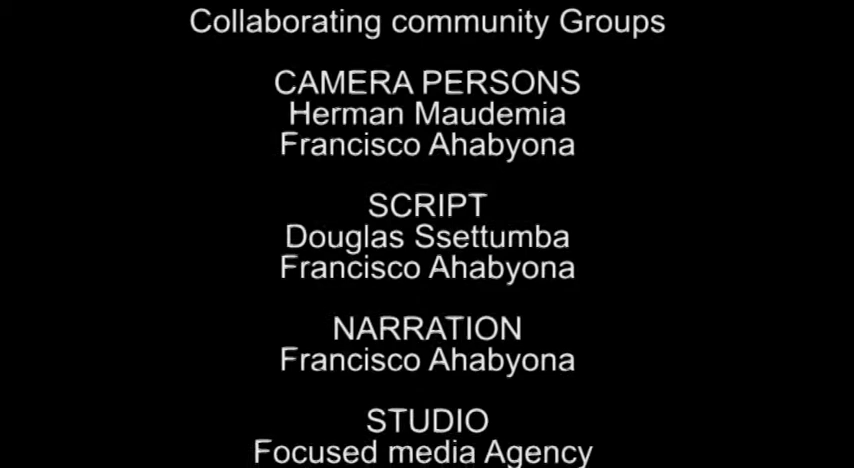 Collaborating community Groups
CAMERA PERSONS
Herman Maudemia
Francisco Ahabyona
SCRIPT
Douglas Ssettumba
Francisco Ahabyona
NARRATION
Francisco Ahabyona
STUDIO
Focused media Agency